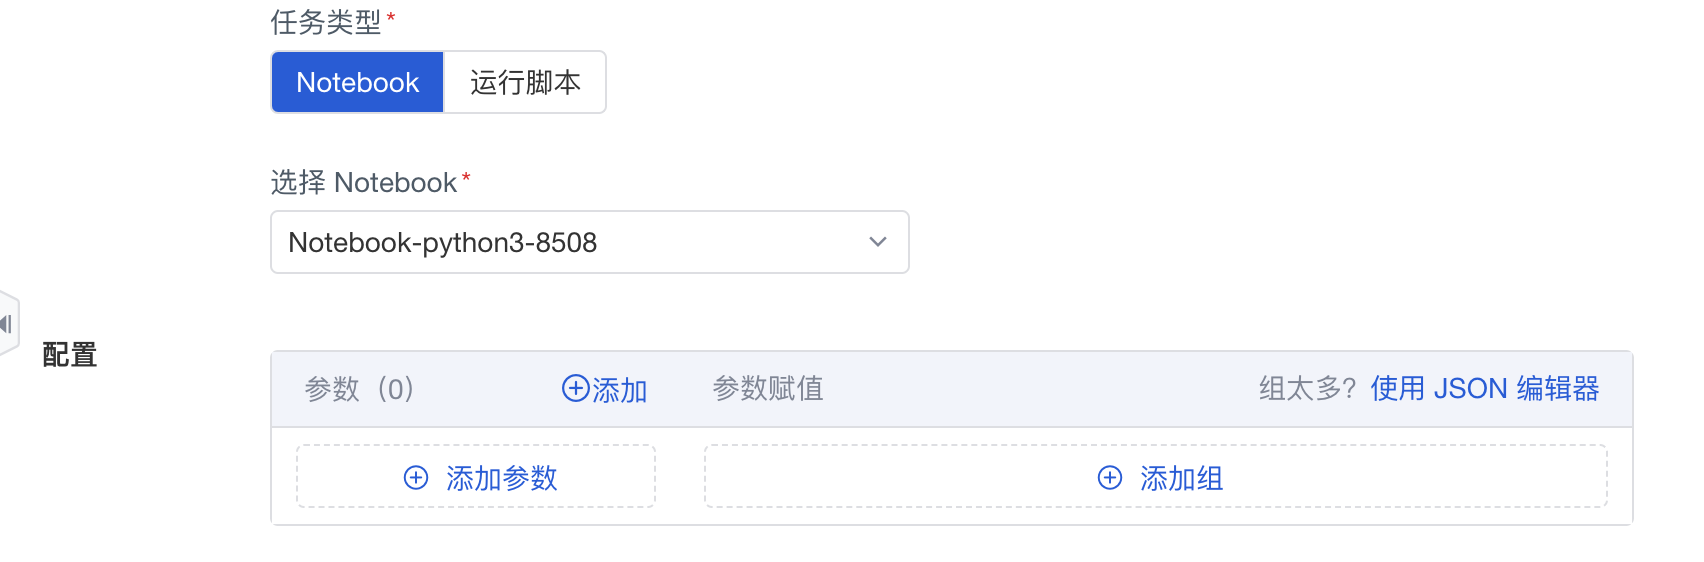 任务类型*
Notebook 运行脚本
选择 Notebook*
Notebook-python3-8508
配置
参数（0） 添加 参数赋值 组太多? 使用 JSON 编辑器
添加参数 添加组